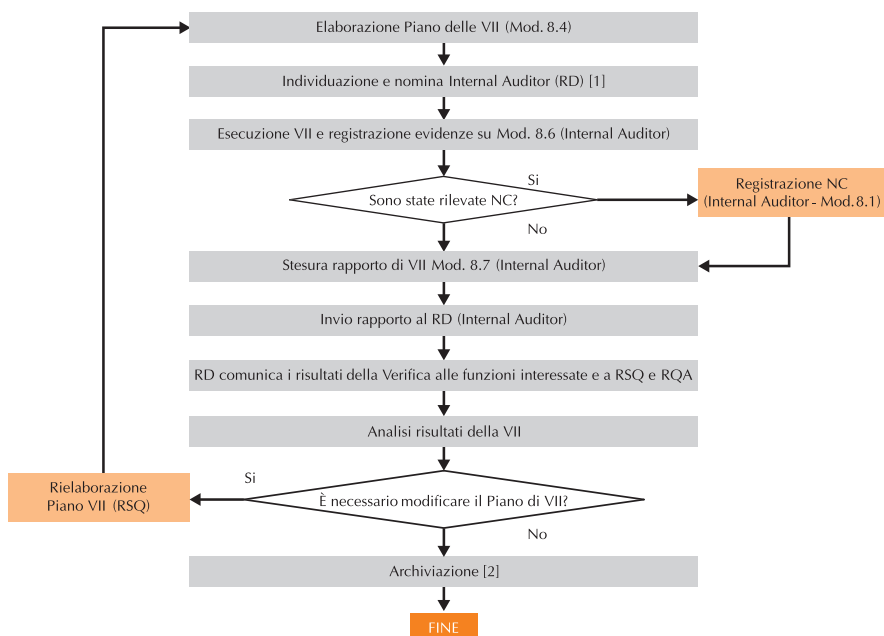 Elaborazione Piano delle VII (Mod. 8.4)
Individuazione e nomina Internal Auditor (RD) [1]
Esecuzione VII e registrazione evidenze su Mod. 8.6 (Internal Auditor)
Si
Sono state rilevate NC?
Registrazione NC
(Internal Auditor - Mod. 8.1)
No
Stesura rapporto di VII Mod. 8.7 (Internal Auditor)
Invio rapporto al RD (Internal Auditor)
RD comunica i risultati della Verifica alle funzioni interessate e a RSQ e RQA
Analisi risultati della VII
Si
È necessario modificare il Piano di VII?
Rielaborazione
Piano VII (RSQ)
No
Archiviazione [2]
FINE